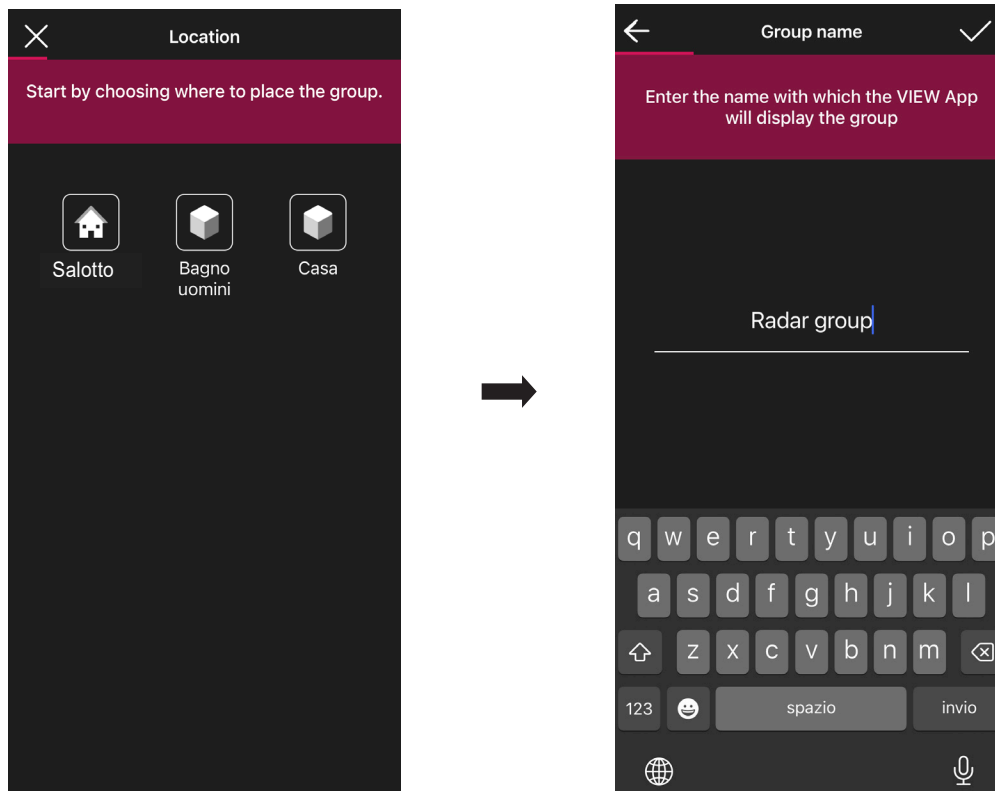 Location
Start by choosing where to place the group.
Salotto
Bagno
uomini
Casa
Group name
Enter the name with which the VIEW App
will display the group
Radar group
q w e r t y u i o p
a s d f g h j k l
z x c v b n m
123 spazio invio